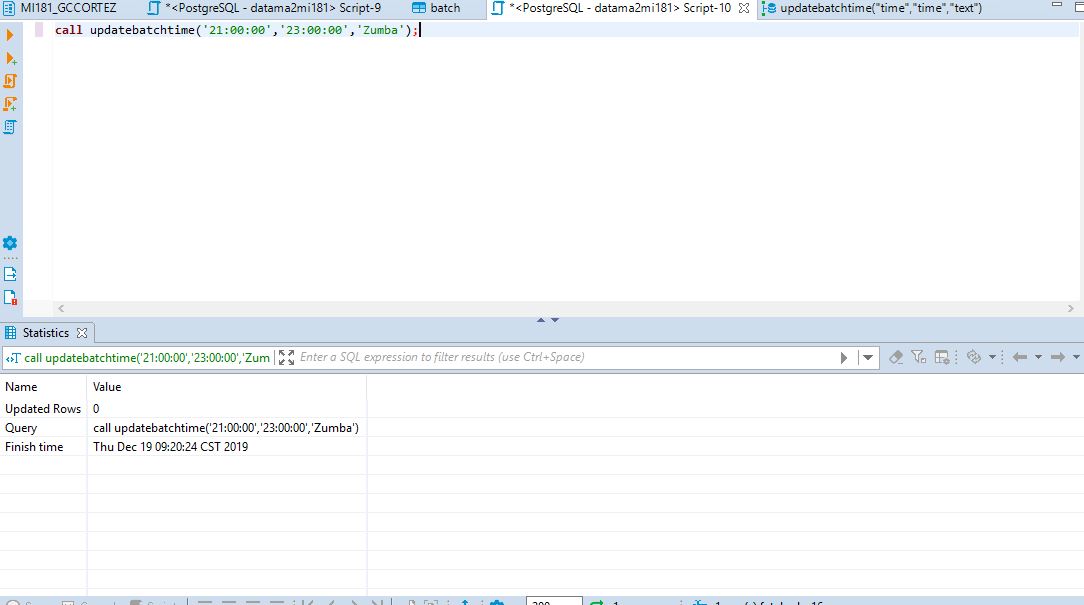 MI181_GCCORTEZ *<PostgreSQL - datama2mi181> Script-9 batch *<PostgreSQL - datama2mi181> Script-10 updatebatchtime("time","time","text")
call updatebatchtime('21:00:00','23:00:00','Zumba');
Statistics
call updatebatchtime('21:00:00','23:00:00','Zum Enter a SQL expression to filter results (use Ctrl+Space)
Name Value
Updated Rows 0
Query call updatebatchtime('21:00:00','23:00:00','Zumba')
Finish time Thu Dec 19 09:20:24 CST 2019
200